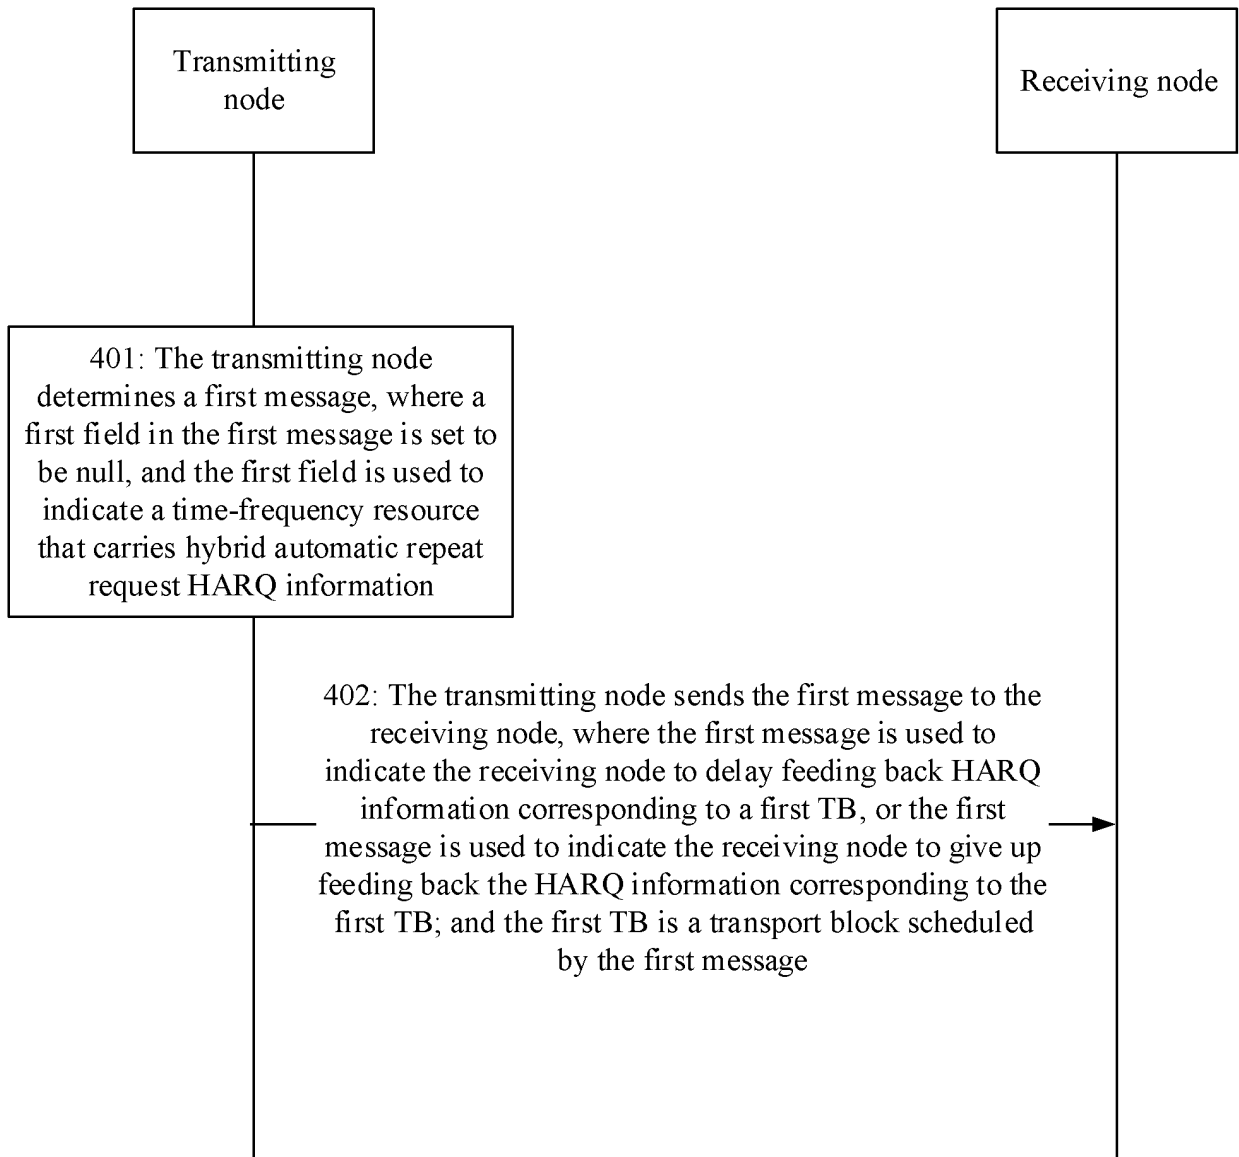 Transmitting
node
Receiving node
401: The transmitting node
determines a first message, where a
first field in the first message is set to
be null, and the first field is used to
indicate a time-frequency resource
that carries hybrid automatic repeat
request HARQ information
402: The transmitting node sends the first message to the
receiving node, where the first message is used to
indicate the receiving node to delay feeding back HARQ
information corresponding to a first TB, or the first
message is used to indicate the receiving node to give up
feeding back the HARQ information corresponding to the
first TB; and the first TB is a transport block scheduled
by the first message